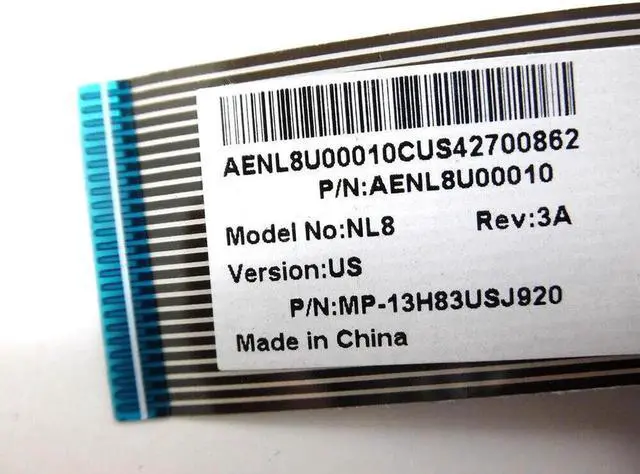 AENL8U00010CUS42700862
P/N:AENL8U00010
Model No:NL8 Rev:3A
Version:US
P/N:MP-13H83USJ920
Made in China